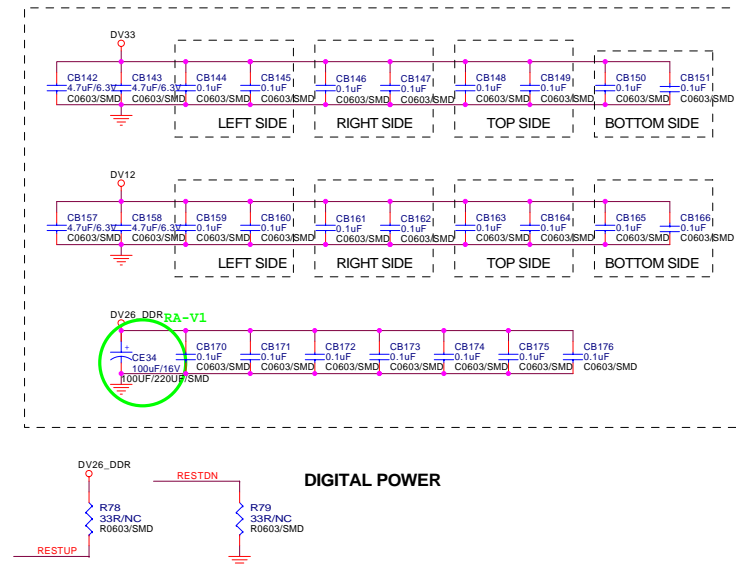 DV33
CB142
4.7uF/6.3V
C0603/SMD
CB143
4.7uF/6.3V
C0603/SMD
CB144
0.1uF
C0603/SMD
CB145
0.1uF
C0603/SMD
CB146
0.1uF
C0603/SMD
CB147
0.1uF
C0603/SMD
CB148
0.1uF
C0603/SMD
CB149
0.1uF
C0603/SMD
CB150
0.1uF
C0603/SMD
CB151
0.1uF
C0603/SMD
LEFT SIDE
RIGHT SIDE
TOP SIDE
BOTTOM SIDE
DV12
CB157
4.7uF/6.3V
C0603/SMD
CB158
4.7uF/6.3V
C0603/SMD
CB159
0.1uF
C0603/SMD
CB160
0.1uF
C0603/SMD
CB161
0.1uF
C0603/SMD
CB162
0.1uF
C0603/SMD
CB163
0.1uF
C0603/SMD
CB164
0.1uF
C0603/SMD
CB165
0.1uF
C0603/SMD
CB166
0.1uF
C0603/SMD
LEFT SIDE
RIGHT SIDE
TOP SIDE
BOTTOM SIDE
DV26_DDR
RA-V1
+
CE34
100uF/16V
100UF/220UF/SMD
CB170
0.1uF
C0603/SMD
CB171
0.1uF
C0603/SMD
CB172
0.1uF
C0603/SMD
CB173
0.1uF
C0603/SMD
CB174
0.1uF
C0603/SMD
CB175
0.1uF
C0603/SMD
CB176
0.1uF
C0603/SMD
DIGITAL POWER
DV26_DDR
R78
33R/NC
R0603/SMD
RESTUP
RESTDN
R79
33R/NC
R0603/SMD